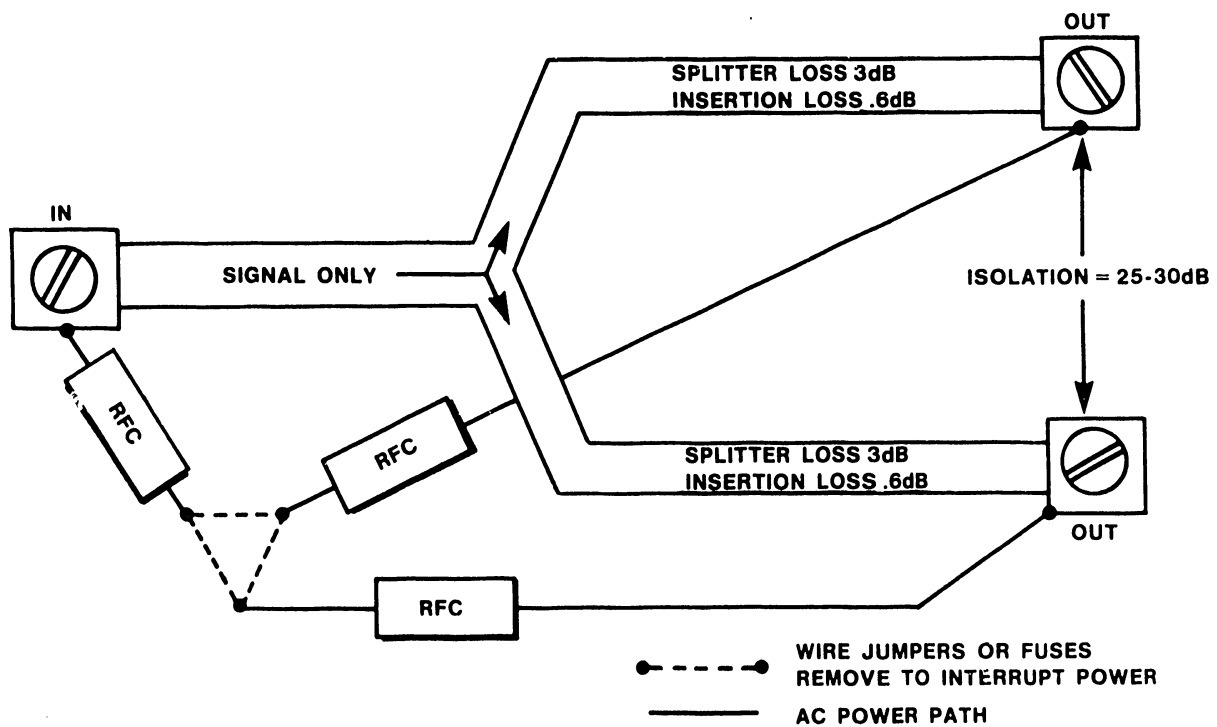 OUT
SPLITTER LOSS 3dB
INSERTION LOSS .6dB
IN
SIGNAL ONLY
ISOLATION = 25-30dB
RFC
RFC
SPLITTER LOSS 3dB
INSERTION LOSS .6dB
OUT
RFC
WIRE JUMPERS OR FUSES
REMOVE TO INTERRUPT POWER
AC POWER PATH